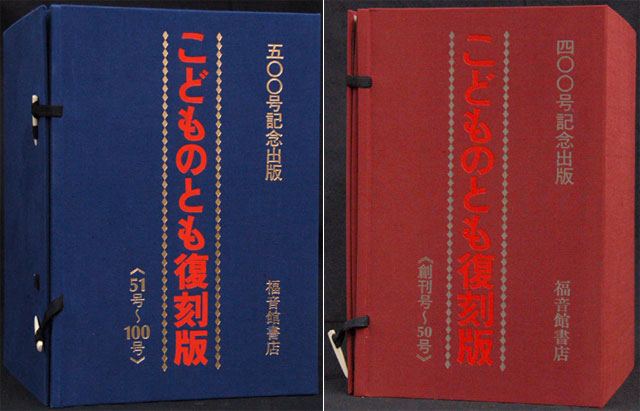 五〇〇号記念出版
こどものとも復刻版
《51号～100号》
福音館書店
四〇〇号記念出版
こどものとも復刻版
《創刊号～50号》
福音館書店